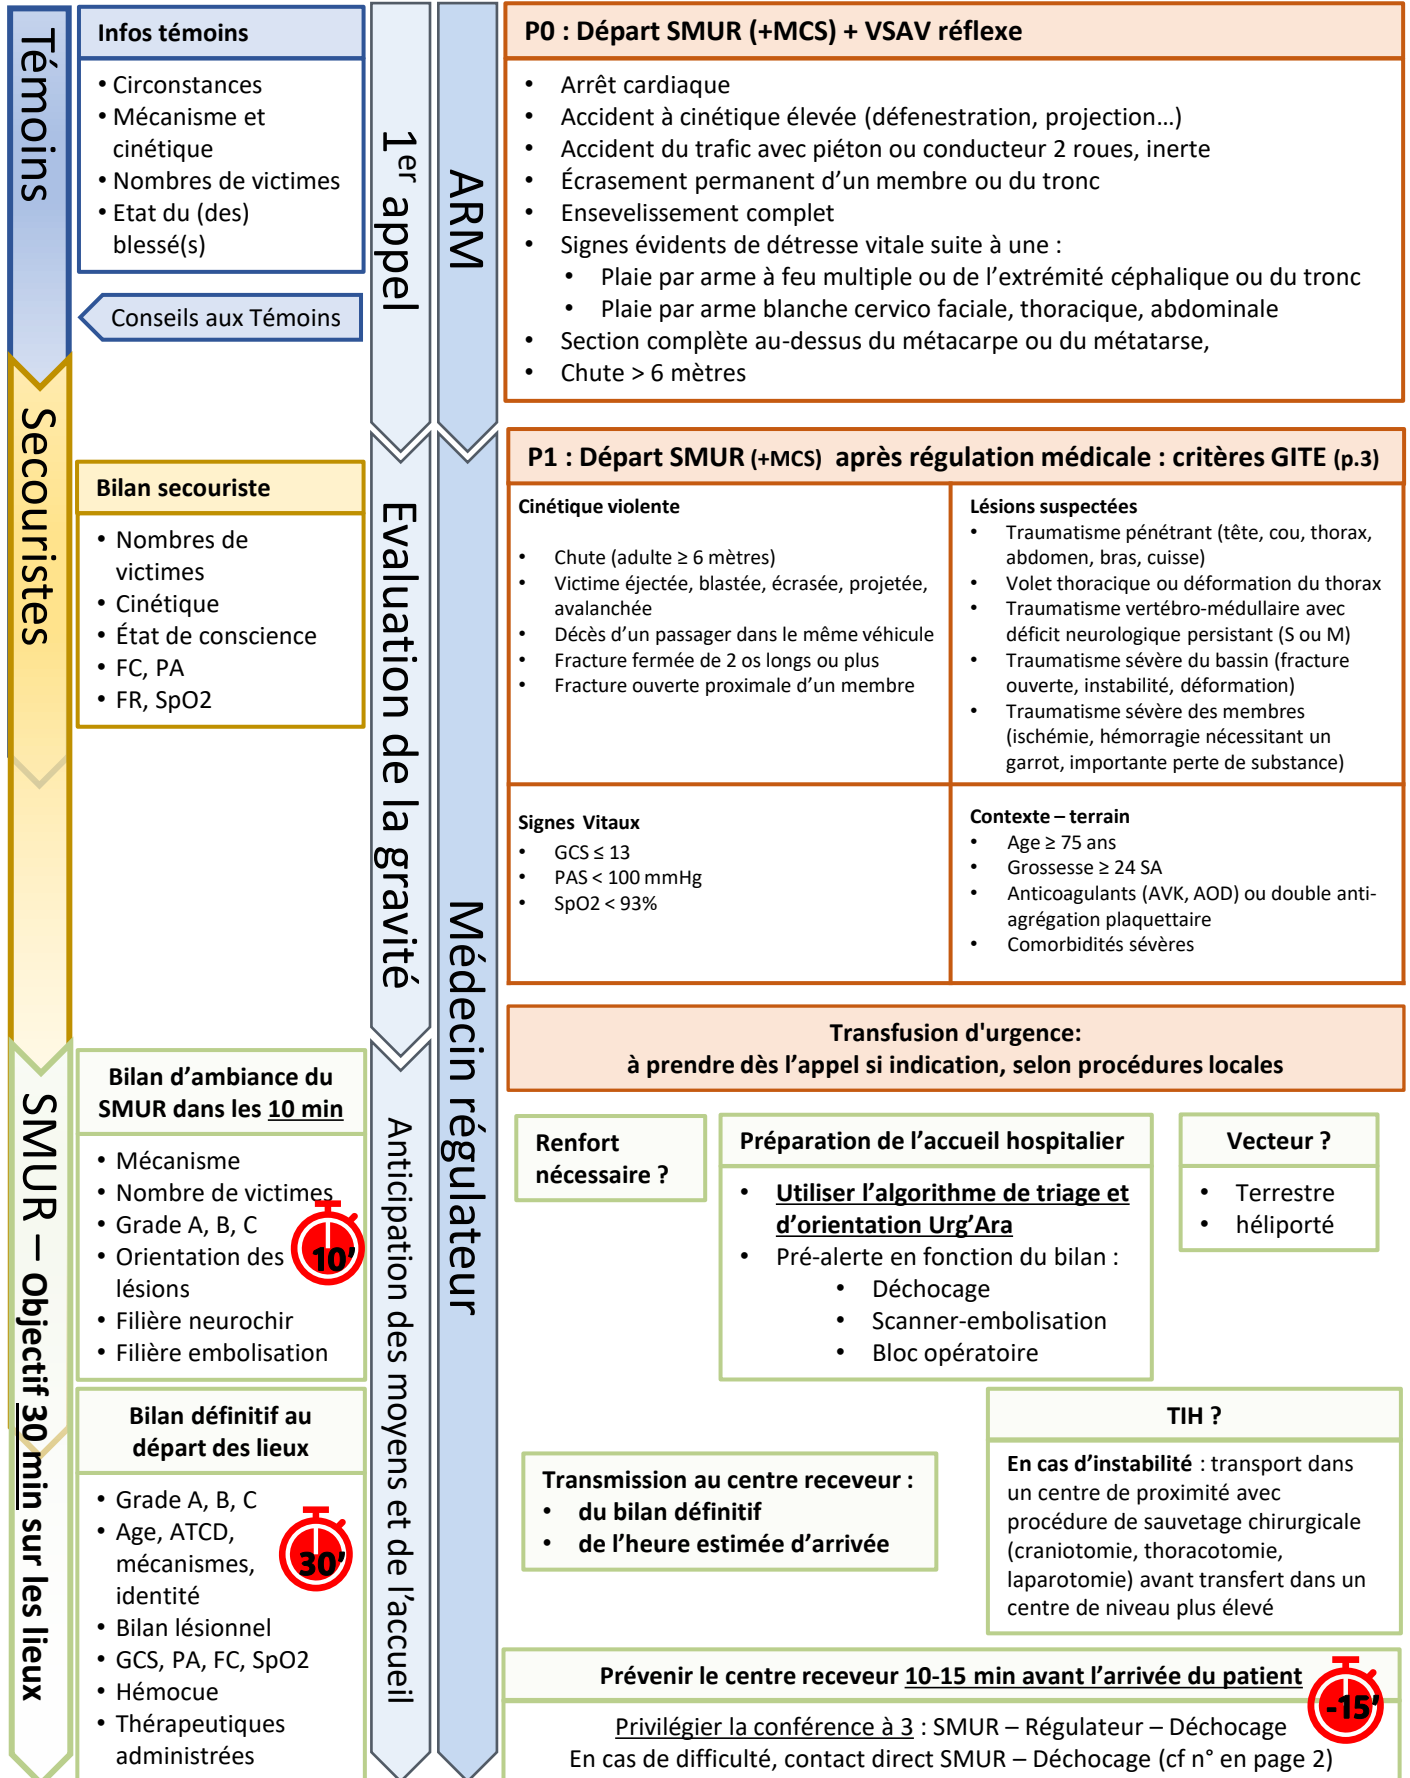 Témoins
Infos témoins
• Circonstances
• Mécanisme et
cinétique
• Nombres de victimes
• Etat du (des)
blessé(s)
Conseils aux Témoins
1er appel
ARM
P0 : Départ SMUR (+MCS) + VSAV réflexe
• Arrêt cardiaque
• Accident à cinétique élevée (défenestration, projection…)
• Accident du trafic avec piéton ou conducteur 2 roues, inerte
• Écrasement permanent d’un membre ou du tronc
• Ensevelissement complet
• Signes évidents de détresse vitale suite à une :
• Plaie par arme à feu multiple ou de l’extrémité céphalique ou du tronc
• Plaie par arme blanche cervico faciale, thoracique, abdominale
• Section complète au-dessus du métacarpe ou du métatarse,
• Chute > 6 mètres
Secouristes
Bilan secouriste
• Nombres de
victimes
• Cinétique
• État de conscience
• FC, PA
• FR, SpO2
Evaluation de la gravité
Médecin régulateur
P1 : Départ SMUR (+MCS) après régulation médicale : critères GITE (p.3)
Cinétique violente
• Chute (adulte ≥ 6 mètres)
• Victime éjectée, blastée, écrasée, projetée,
avalanchée
• Décès d’un passager dans le même véhicule
• Fracture fermée de 2 os longs ou plus
• Fracture ouverte proximale d’un membre
Lésions suspectées
• Traumatisme pénétrant (tête, cou, thorax,
abdomen, bras, cuisse)
• Volet thoracique ou déformation du thorax
• Traumatisme vertébro-médullaire avec
déficit neurologique persistant (S ou M)
• Traumatisme sévère du bassin (fracture
ouverte, instabilité, déformation)
• Traumatisme sévère des membres
(ischémie, hémorragie nécessitant un
garrot, importante perte de substance)
Signes Vitaux
• GCS ≤ 13
• PAS < 100 mmHg
• SpO2 < 93%
Contexte – terrain
• Age ≥ 75 ans
• Grossesse ≥ 24 SA
• Anticoagulants (AVK, AOD) ou double anti-
agrégation plaquettaire
• Comorbidités sévères
Transfusion d'urgence:
à prendre dès l’appel si indication, selon procédures locales
SMUR – Objectif 30 min sur les lieux
Bilan d’ambiance du
SMUR dans les 10 min
• Mécanisme
• Nombre de victimes
• Grade A, B, C
• Orientation des
lésions
• Filière neurochir
• Filière embolisation
10’
Anticipation des moyens et de l’accueil
Renfort
nécessaire ?
Préparation de l’accueil hospitalier
• Utiliser l’algorithme de triage et
d’orientation Urg’Ara
• Pré-alerte en fonction du bilan :
• Déchocage
• Scanner-embolisation
• Bloc opératoire
Vecteur ?
• Terrestre
• héliporté
Bilan définitif au
départ des lieux
• Grade A, B, C
• Age, ATCD,
mécanismes,
identité
• Bilan lésionnel
• GCS, PA, FC, SpO2
• Hémocue
• Thérapeutiques
administrées
30’
Transmission au centre receveur :
• du bilan définitif
• de l’heure estimée d’arrivée
TIH ?
En cas d’instabilité : transport dans
un centre de proximité avec
procédure de sauvetage chirurgicale
(craniotomie, thoracotomie,
laparotomie) avant transfert dans un
centre de niveau plus élevé
Prévenir le centre receveur 10-15 min avant l’arrivée du patient
-15’
Privilégier la conférence à 3 : SMUR – Régulateur – Déchocage
En cas de difficulté, contact direct SMUR – Déchocage (cf n° en page 2)